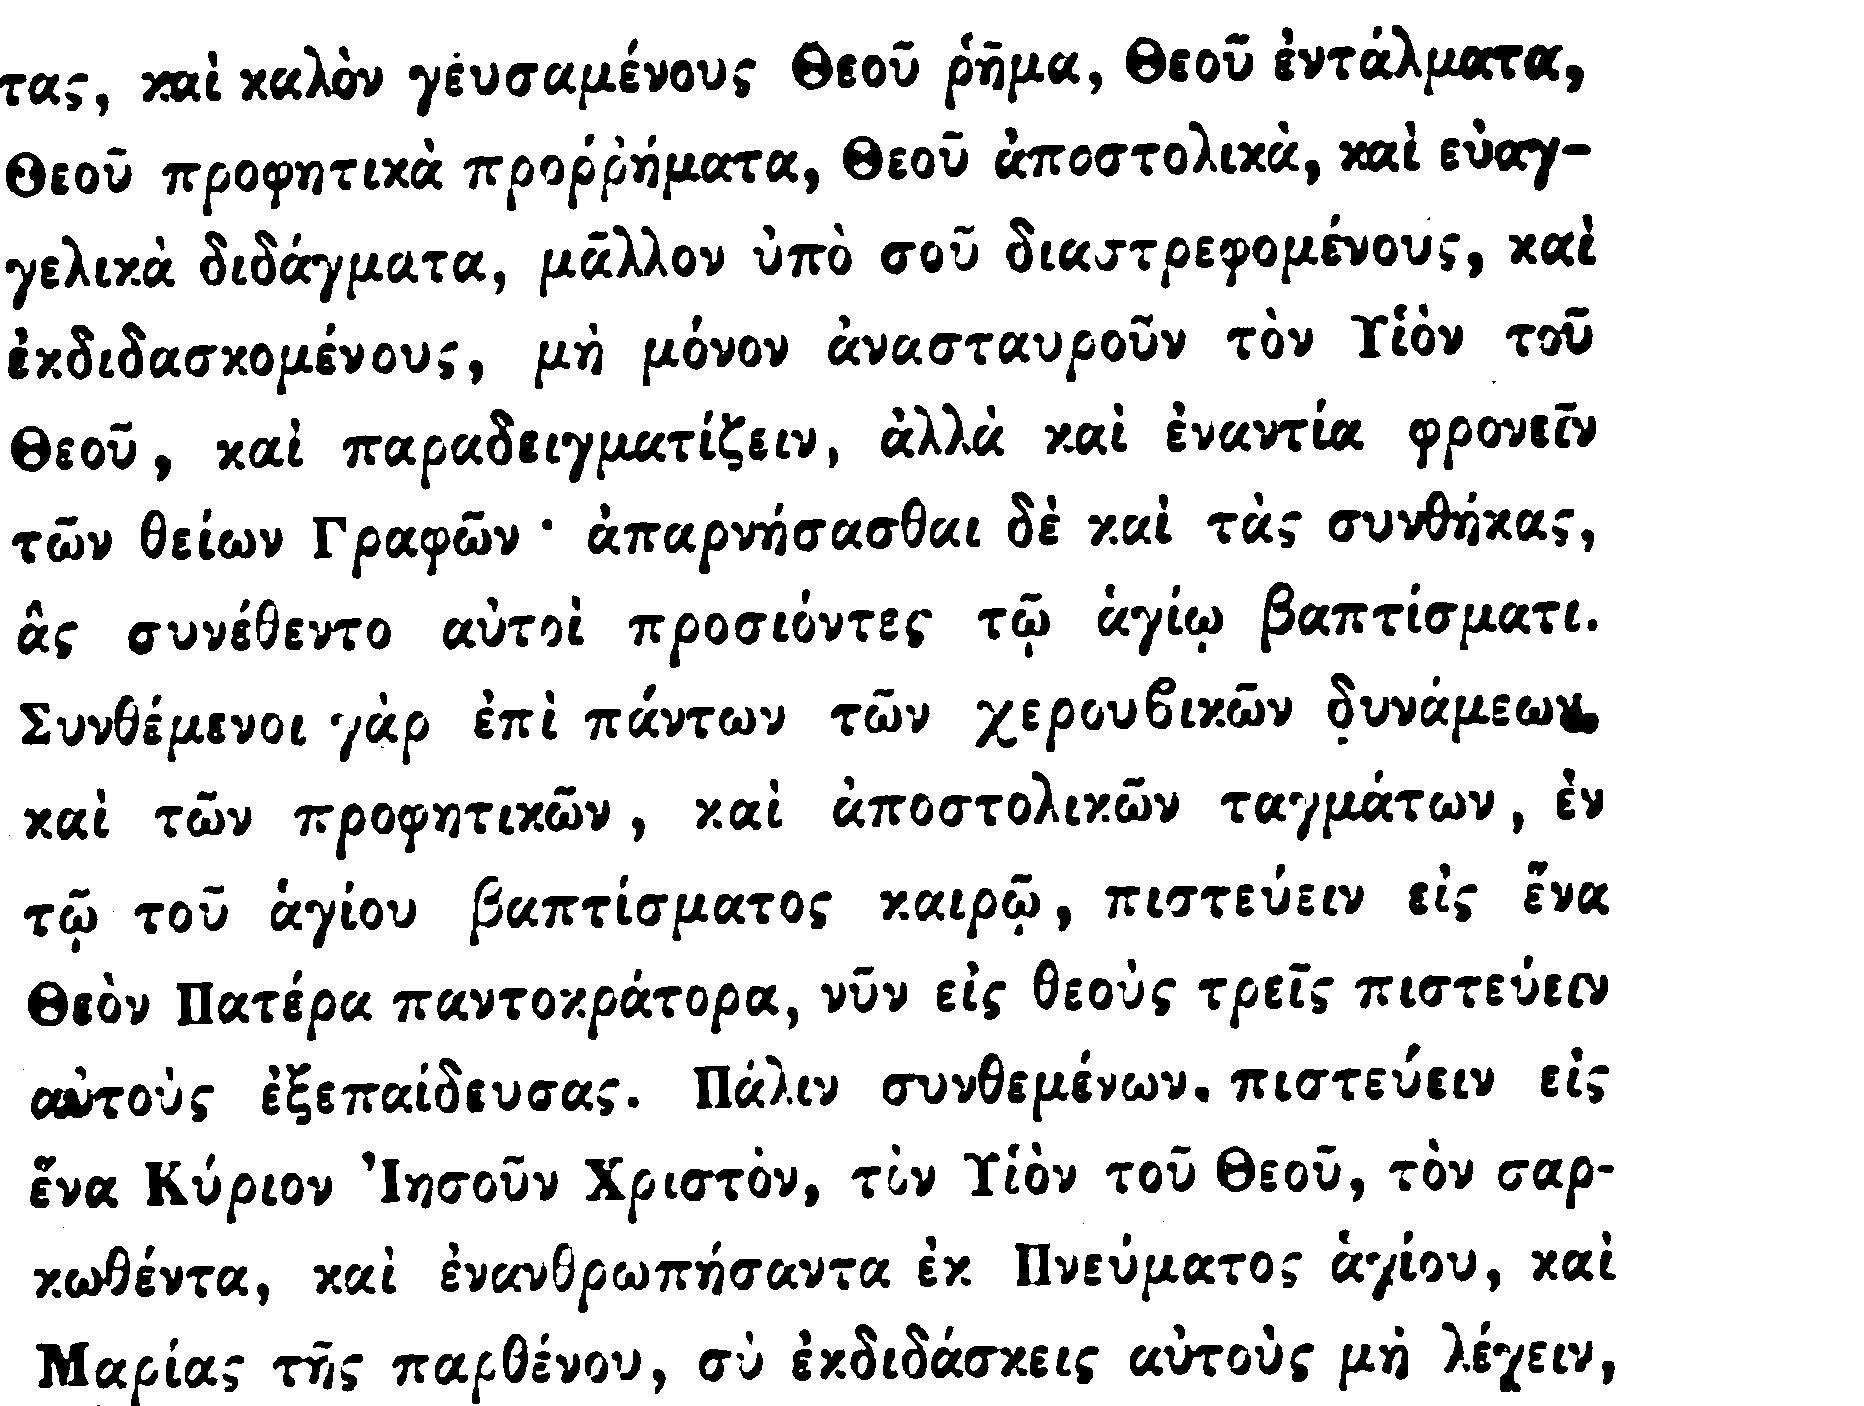 τας, καὶ καλὸν γευσαμένους Θεοῦ ῥῆμα, Θεοῦ ἐντάλματα,
Θεοῦ προφητικὰ προῤῥήματα, Θεοῦ ἀποστολικὰ, καὶ εὐαγ-
γελικὰ διδάγματα, μᾶλλον ὑπὸ σοῦ διαστρεφομένους, καὶ
ἐκδιδασκομένους, μὴ μόνον ἀνασταυροῦν τὸν Υἱὸν τοῦ
Θεοῦ, καὶ παραδειγματίζειν, ἀλλὰ καὶ ἐναντία φρονεῖν
τῶν θείων Γραφῶν· ἀπαρνήσασθαι δὲ καὶ τὰς συνθήκας,
ἃς συνέθεντο αὐτοὶ προσιόντες τῷ ἁγίῳ βαπτίσματι.
Συνθέμενοι γὰρ ἐπὶ πάντων τῶν χερουβικῶν δυνάμεων
καὶ τῶν προφητικῶν, καὶ ἀποστολικῶν ταγμάτων, ἐν
τῷ τοῦ ἁγίου βαπτίσματος καιρῷ, πιστεύειν εἰς ἕνα
Θεὸν Πατέρα παντοκράτορα, νῦν εἰς θεοὺς τρεῖς πιστεύειν
αὐτοὺς ἐξεπαίδευσας. Πάλιν συνθεμένων. πιστεύειν εἰς
ἕνα Κύριον Ἰησοῦν Χριστὸν, τὸν Υἱὸν τοῦ Θεοῦ, τὸν σαρ-
κωθέντα, καὶ ἐνανθρωπήσαντα ἐκ Πνεύματος ἁγίου, καὶ
Μαρίας τῆς παρθένου, σὺ ἐκδιδάσκεις αὐτοὺς μὴ λέγειν,